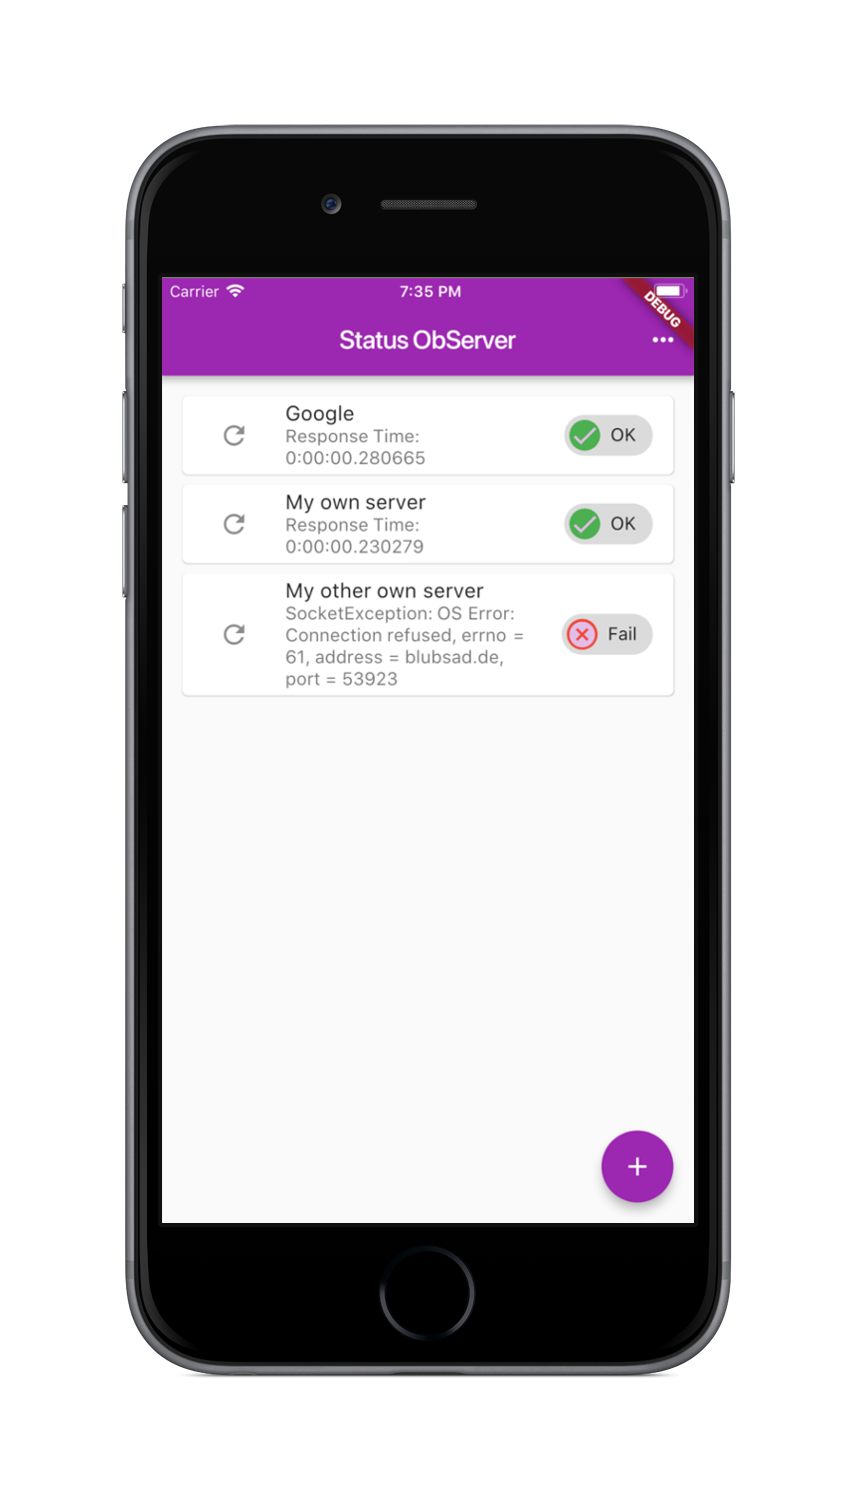 Carrier 7:35 PM
DEBUG
Status ObServer
Google
Response Time:
0:00:00.280665
OK
My own server
Response Time:
0:00:00.230279
OK
My other own server
SocketException: OS Error:
Connection refused, errno =
61, address = blubsad.de,
port = 53923
Fail